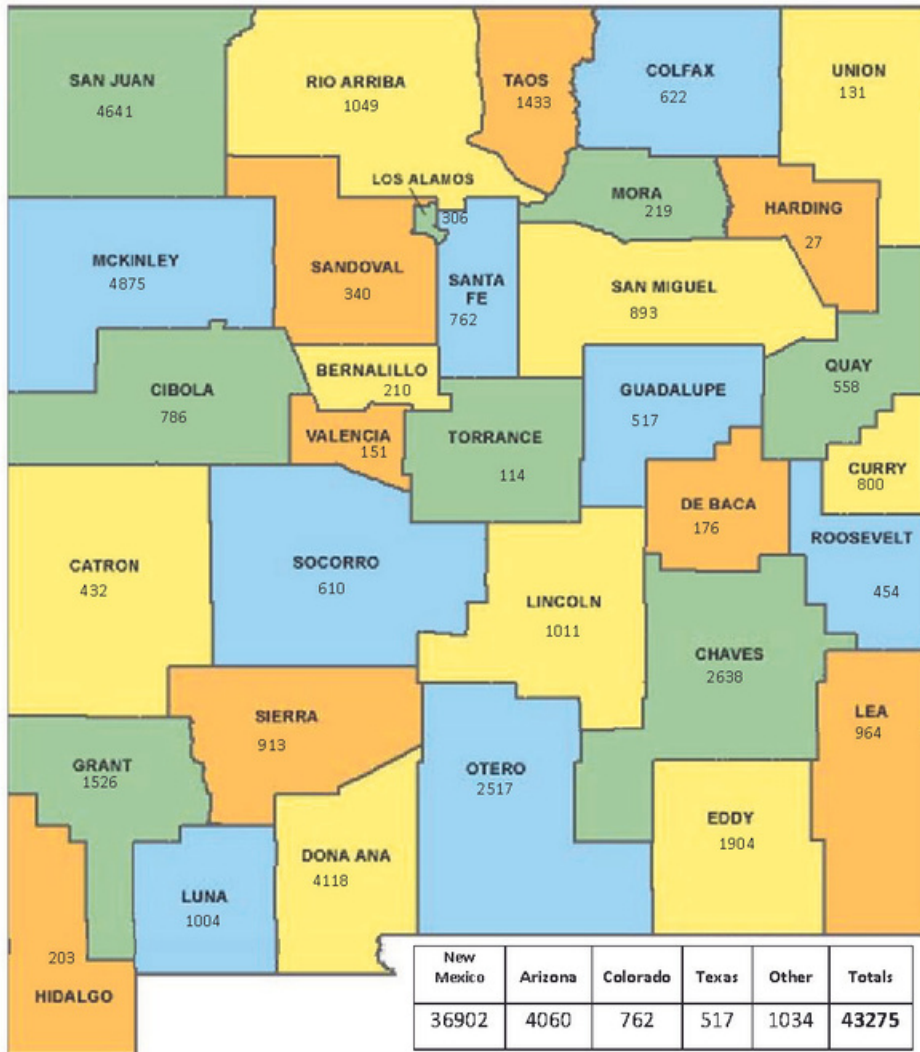 SAN JUAN
4641
RIO ARRIBA
1049
TAOS
1433
COLFAX
622
UNION
131
LOS ALAMOS
306
MORA
219
HARDING
27
MCKINLEY
4875
SANDOVAL
340
SANTA
FE
762
SAN MIGUEL
893
CIBOLA
786
BERNALILLO
210
VALENCIA
151
TORRANCE
114
GUADALUPE
517
QUAY
558
CURRY
800
DE BACA
176
ROOSEVELT
454
CATRON
432
SOCORRO
610
LINCOLN
1011
CHAVES
2638
LEA
964
SIERRA
913
GRANT
1526
OTERO
2517
EDDY
1904
DONA ANA
4118
LUNA
1004
203
HIDALGO
New
Mexico Arizona Colorado Texas Other Totals
36902 4060 762 517 1034 43275